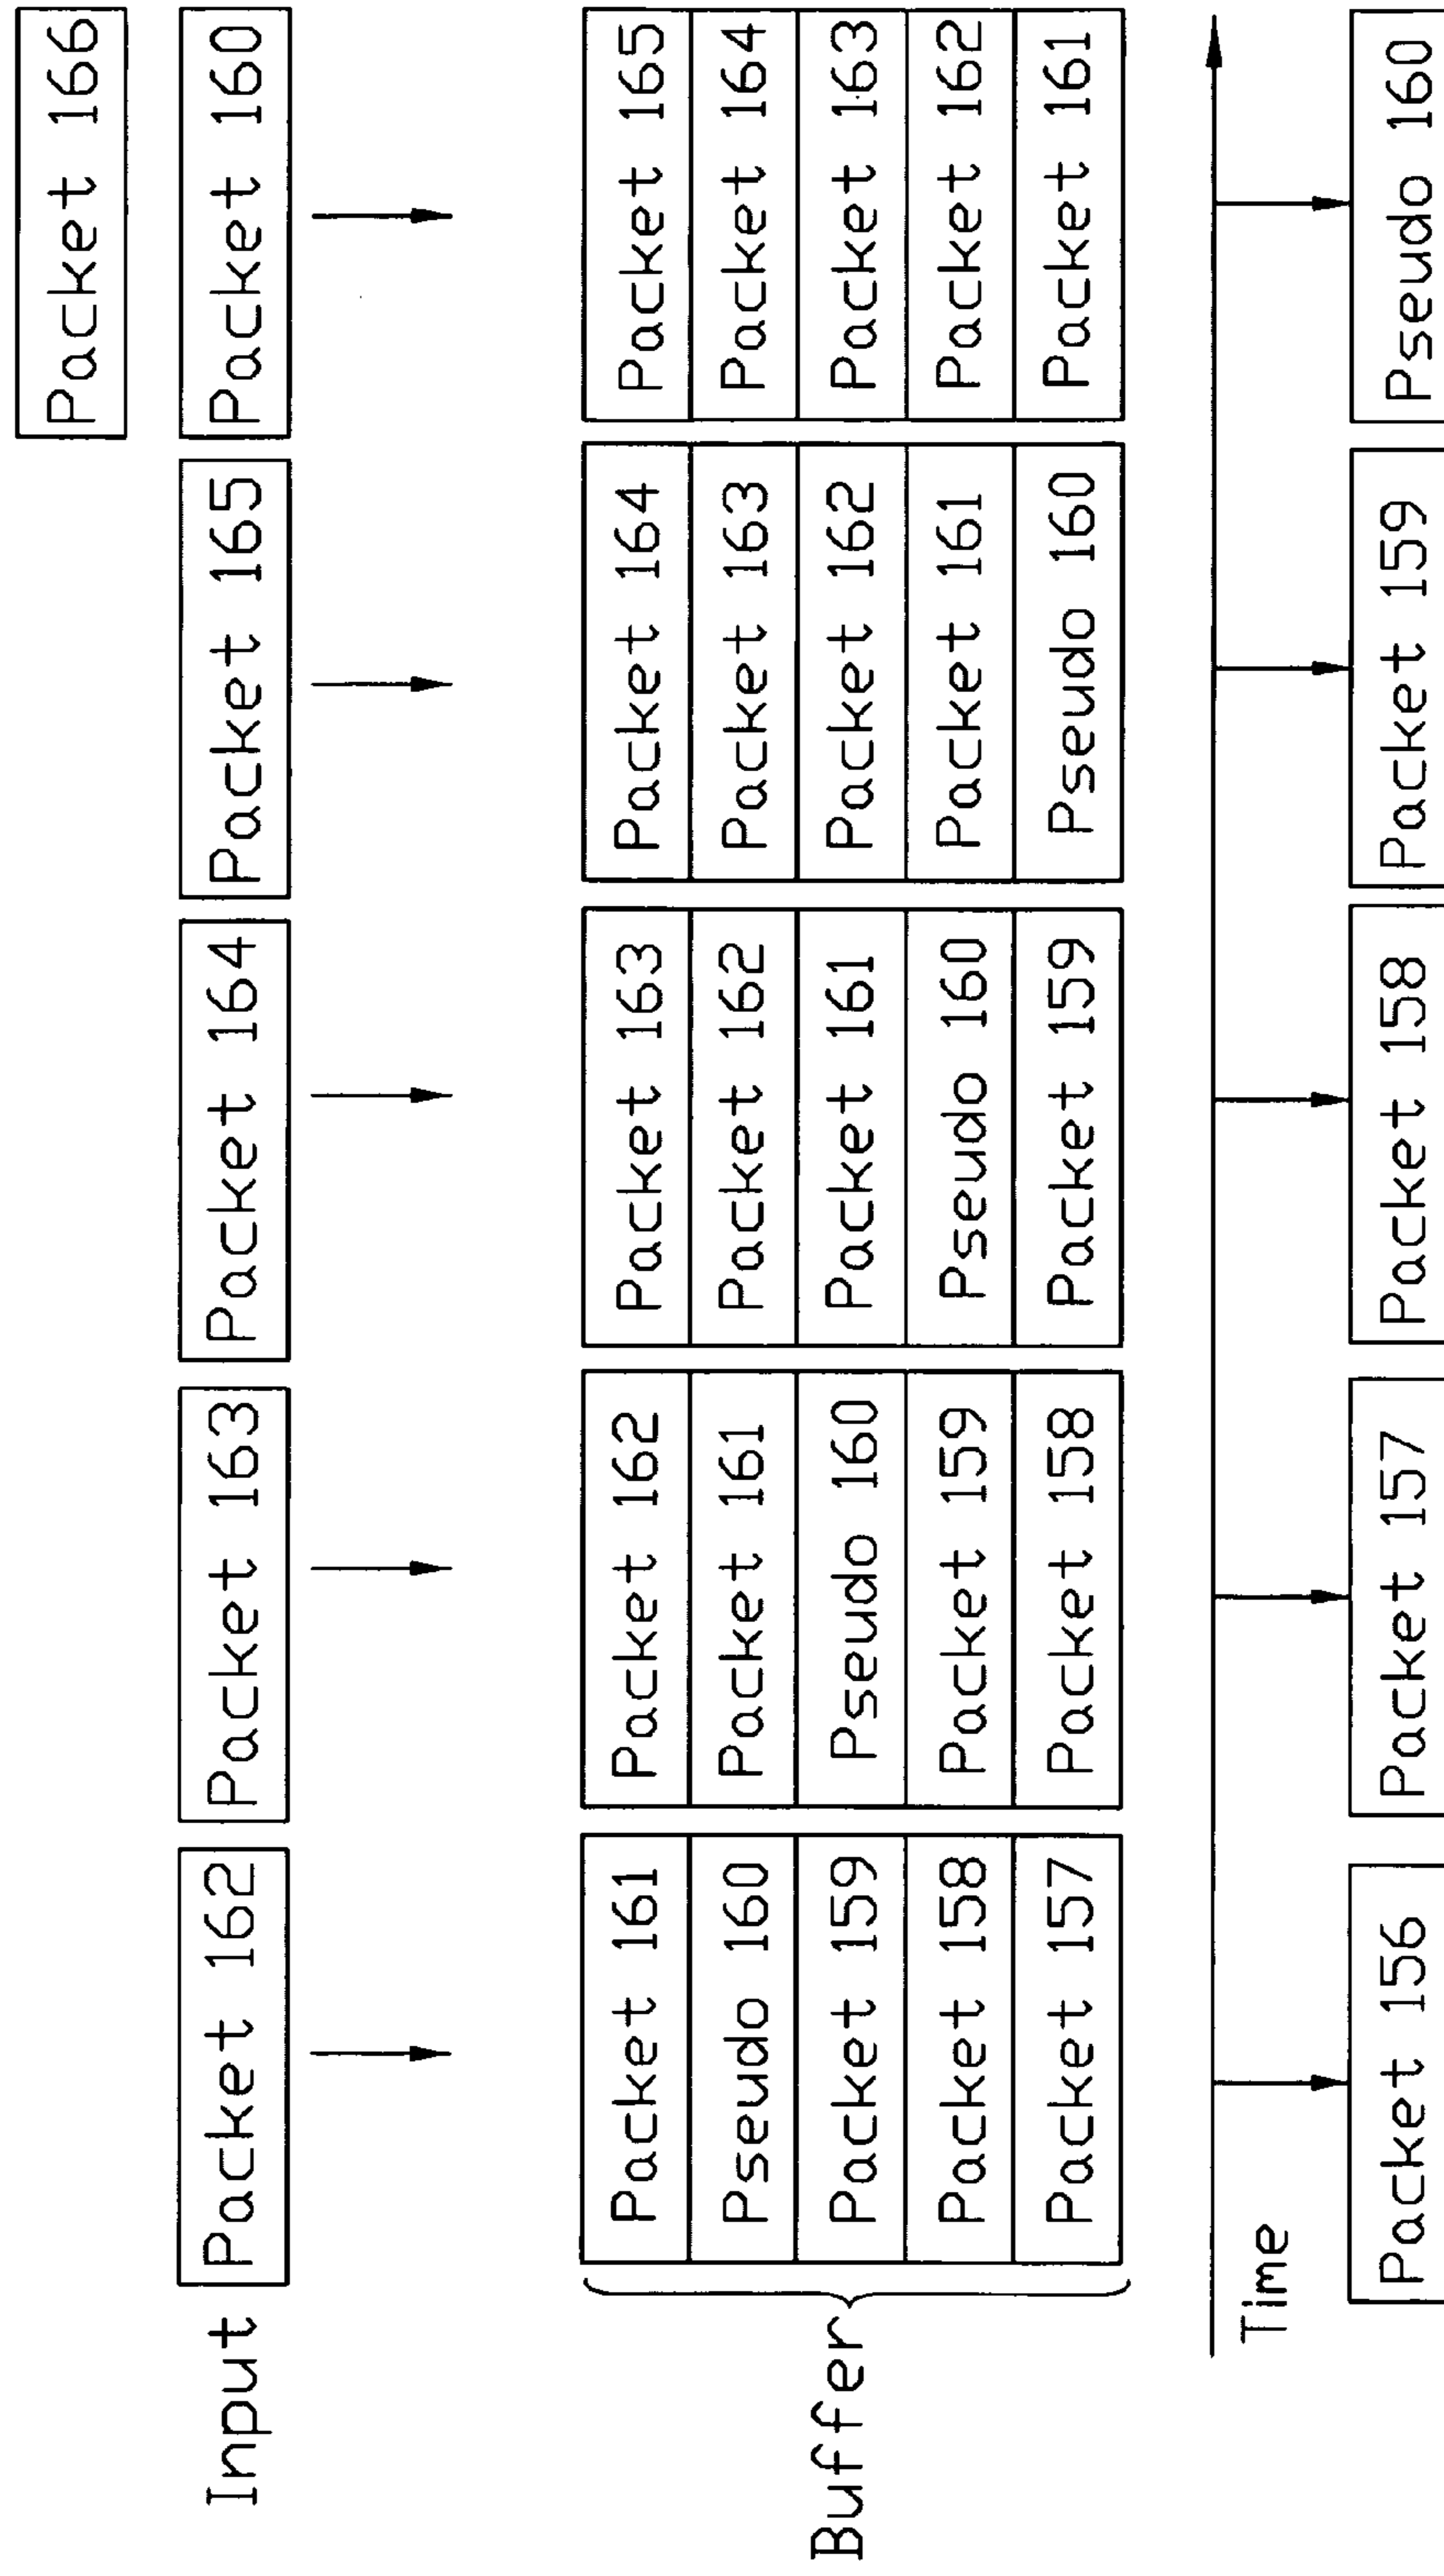 Packet 166
Input Packet 162 Packet 163 Packet 164 Packet 165 Packet 160
Packet 161 Packet 162 Packet 163 Packet 164 Packet 165
Pseudo 160 Packet 161 Packet 162 Packet 163 Packet 164
Buffer Packet 159 Pseudo 160 Packet 161 Packet 162 Packet 163
Packet 158 Packet 159 Pseudo 160 Packet 161 Packet 162
Packet 157 Packet 158 Packet 159 Pseudo 160 Packet 161
Time
Packet 156 Packet 157 Packet 158 Packet 159 Pseudo 160